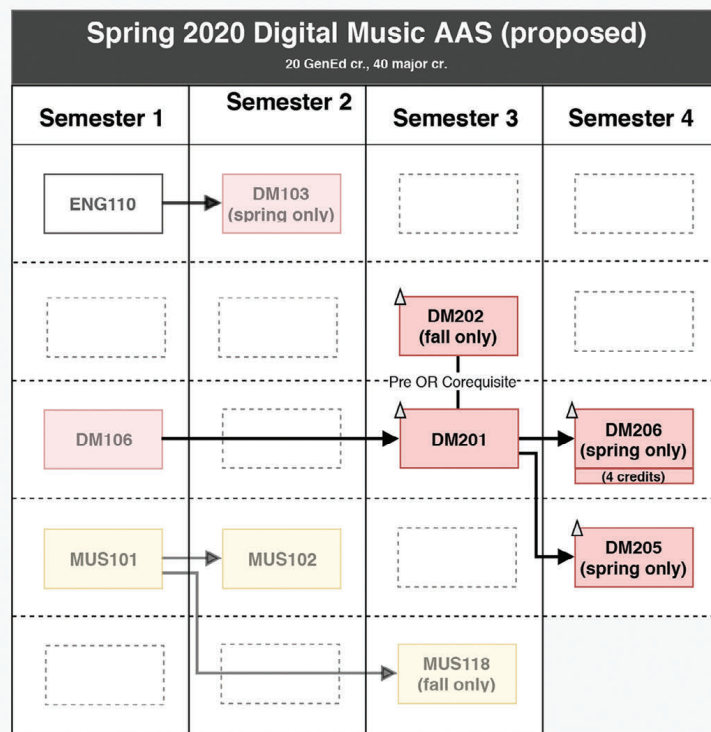 Spring 2020 Digital Music AAS (proposed)
20 GenEd cr., 40 major cr.
Semester 1
Semester 2
Semester 3
Semester 4
ENG110
DM103
(spring only)
DM202
(fall only)
Pre OR Corequisite
DM106
DM201
DM206
(spring only)
(4 credits)
MUS101
MUS102
DM205
(spring only)
MUS118
(fall only)